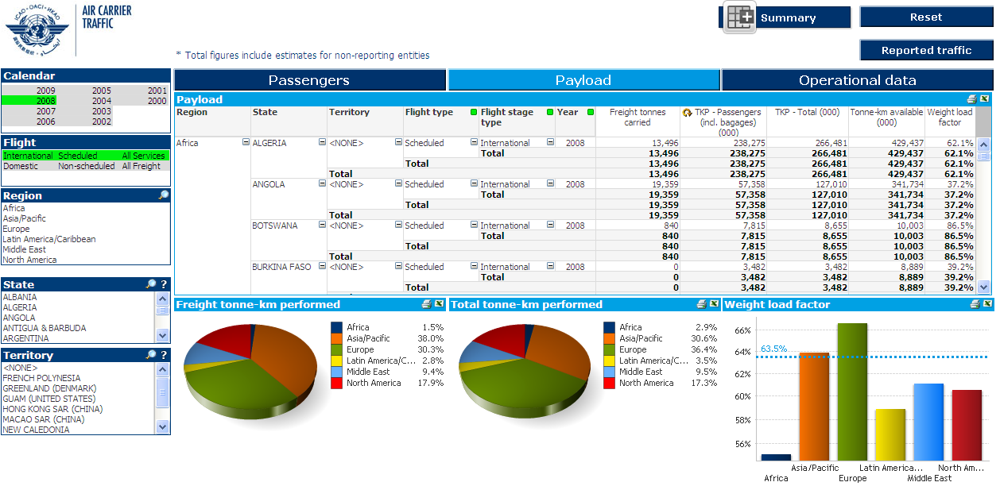 ICAO · OACI · ИКАО
AIR CARRIER
TRAFFIC
Summary
Reset
Reported traffic
* Total figures include estimates for non-reporting entities
Calendar
2009 2005 2001
2008 2004 2000
2007 2003
2006 2002
Flight
International Scheduled All Services
Domestic Non-scheduled All Freight
Region
Africa
Asia/Pacific
Europe
Latin America/Caribbean
Middle East
North America
State ?
ALBANIA
ALGERIA
ANGOLA
ANTIGUA & BARBUDA
ARGENTINA
Territory ?
<NONE>
FRENCH POLYNESIA
GREENLAND (DENMARK)
GUAM (UNITED STATES)
HONG KONG SAR (CHINA)
MACAO SAR (CHINA)
NEW CALEDONIA
Passengers Payload Operational data
Payload
Region State Territory Flight type Flight stage type Year Freight tonnes carried TKP - Passengers (incl. bagages) (000) TKP - Total (000) Tonne-km available (000) Weight load factor
Africa ALGERIA <NONE> Scheduled International 2008 13,496 238,275 266,481 429,437 62.1%
Total 13,496 238,275 266,481 429,437 62.1%
Total 13,496 238,275 266,481 429,437 62.1%
Total 13,496 238,275 266,481 429,437 62.1%
ANGOLA <NONE> Scheduled International 2008 19,359 57,358 127,010 341,734 37.2%
Total 19,359 57,358 127,010 341,734 37.2%
Total 19,359 57,358 127,010 341,734 37.2%
Total 19,359 57,358 127,010 341,734 37.2%
BOTSWANA <NONE> Scheduled International 2008 840 7,815 8,655 10,003 86.5%
Total 840 7,815 8,655 10,003 86.5%
Total 840 7,815 8,655 10,003 86.5%
Total 840 7,815 8,655 10,003 86.5%
BURKINA FASO <NONE> Scheduled International 2008 0 3,482 3,482 8,889 39.2%
Total 0 3,482 3,482 8,889 39.2%
Total 0 3,482 3,482 8,889 39.2%
Freight tonne-km performed
Africa 1.5%
Asia/Pacific 38.0%
Europe 30.3%
Latin America/C... 2.8%
Middle East 9.4%
North America 17.9%
Total tonne-km performed
Africa 2.9%
Asia/Pacific 30.6%
Europe 36.4%
Latin America/C... 3.5%
Middle East 9.5%
North America 17.3%
Weight load factor
66%
64%
63.5%
62%
60%
58%
56%
Asia/Pacific Latin America... North Am...
Africa Europe Middle East